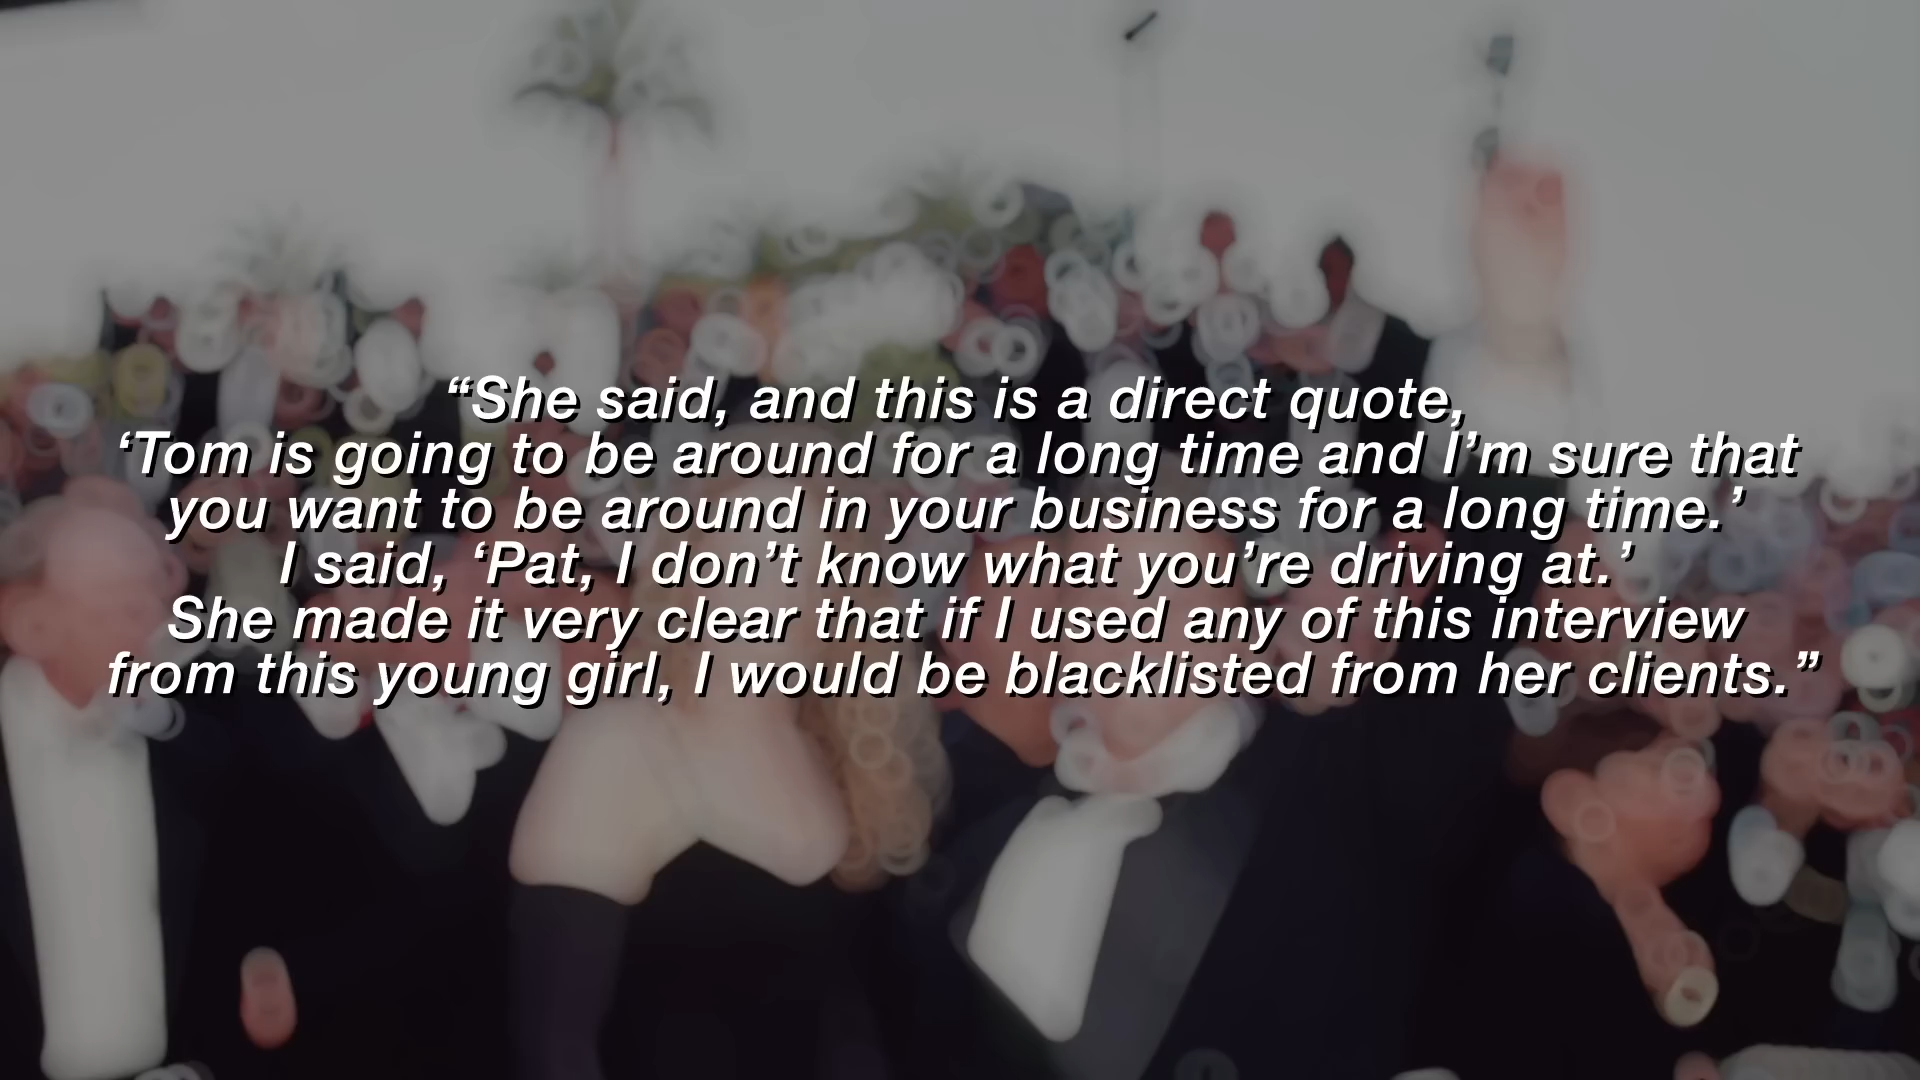 “She said, and this is a direct quote,
‘Tom is going to be around for a long time and I’m sure that
you want to be around in your business for a long time.’
I said, ‘Pat, I don’t know what you’re driving at.’
She made it very clear that if I used any of this interview
from this young girl, I would be blacklisted from her clients.”